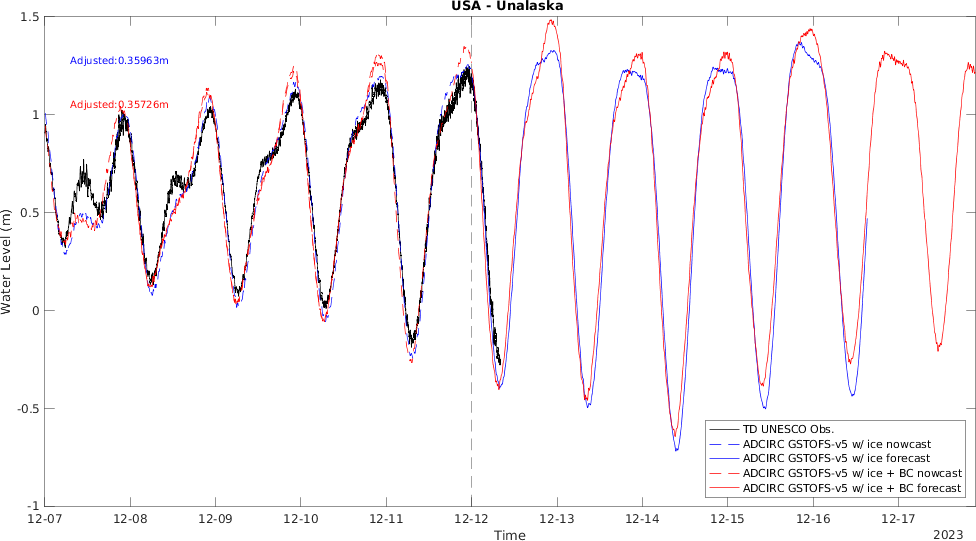 USA - Unalaska
1.5
1
0.5
0
-0.5
-1
Water Level (m)
Adjusted:0.35963m
Adjusted:0.35726m
TD UNESCO Obs.
ADCIRC GSTOFS-v5 w/ ice nowcast
ADCIRC GSTOFS-v5 w/ ice forecast
ADCIRC GSTOFS-v5 w/ ice + BC nowcast
ADCIRC GSTOFS-v5 w/ ice + BC forecast
12-07 12-08 12-09 12-10 12-11 12-12 12-13 12-14 12-15 12-16 12-17
Time
2023